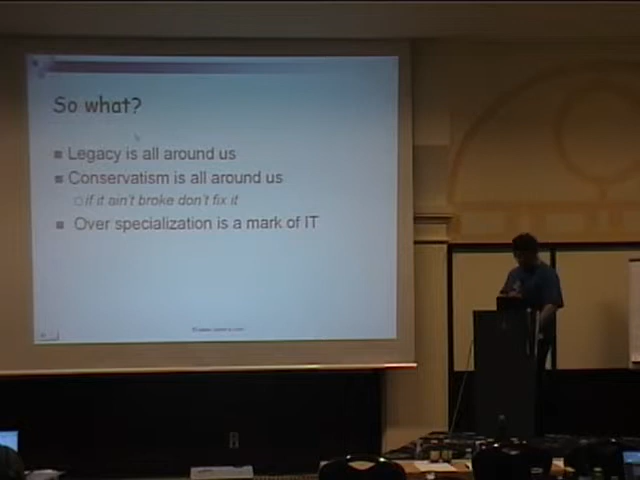 So what?
Legacy is all around us
Conservatism is all around us
if it ain't broke don't fix it
Over specialization is a mark of IT